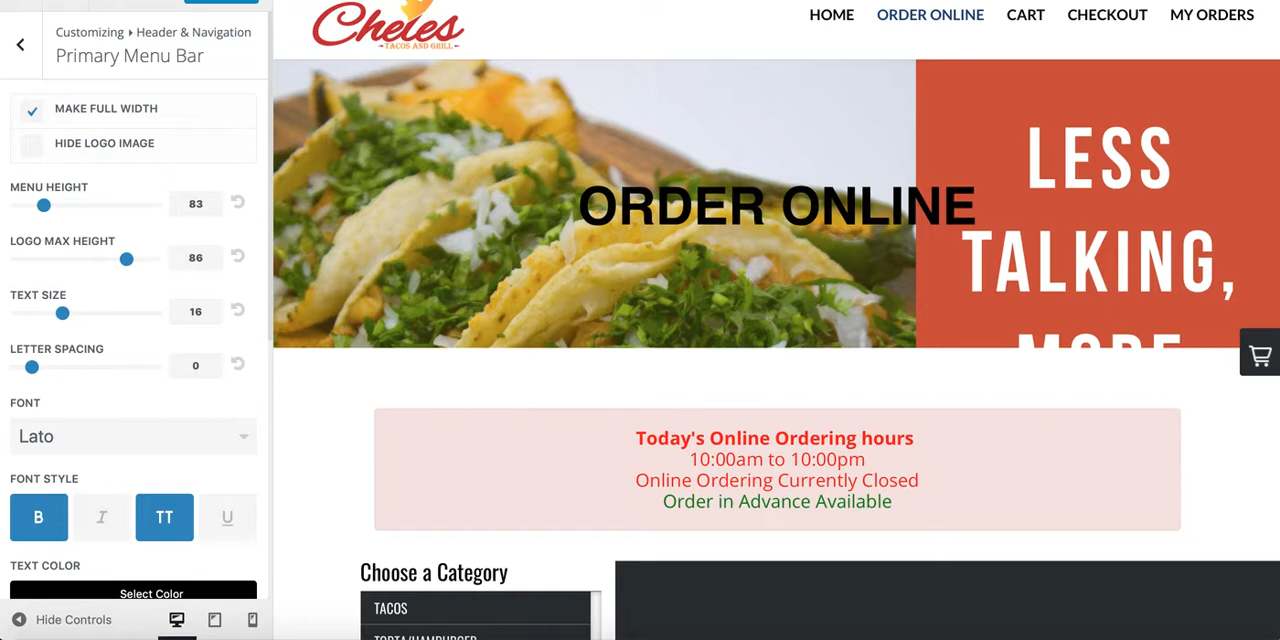 Customizing ▸ Header & Navigation
Primary Menu Bar
MAKE FULL WIDTH
HIDE LOGO IMAGE
MENU HEIGHT
83
LOGO MAX HEIGHT
86
TEXT SIZE
16
LETTER SPACING
0
FONT
Lato
FONT STYLE
B I TT U
TEXT COLOR
Select Color
Hide Controls
Cheles
TACOS AND GRILL
HOME ORDER ONLINE CART CHECKOUT MY ORDERS
ORDER ONLINE
LESS
TALKING,
MORE
Today's Online Ordering hours
10:00am to 10:00pm
Online Ordering Currently Closed
Order in Advance Available
Choose a Category
TACOS
TORTA/HAMBURGER